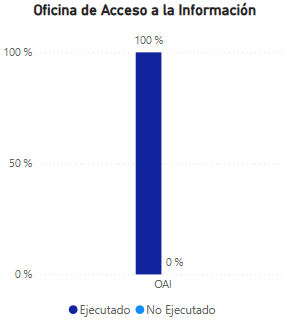 Oficina de Acceso a la Información
100 %
100 %
50 %
0 %
0 %
OAI
Ejecutado No Ejecutado